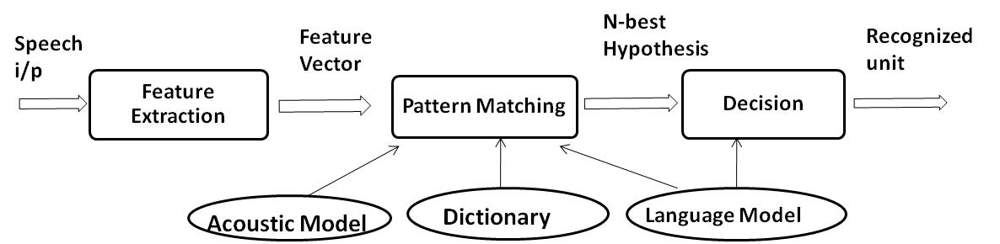 Speech
i/p
Feature
Extraction
Feature
Vector
Pattern Matching
N-best
Hypothesis
Decision
Recognized
unit
Acoustic Model
Dictionary
Language Model